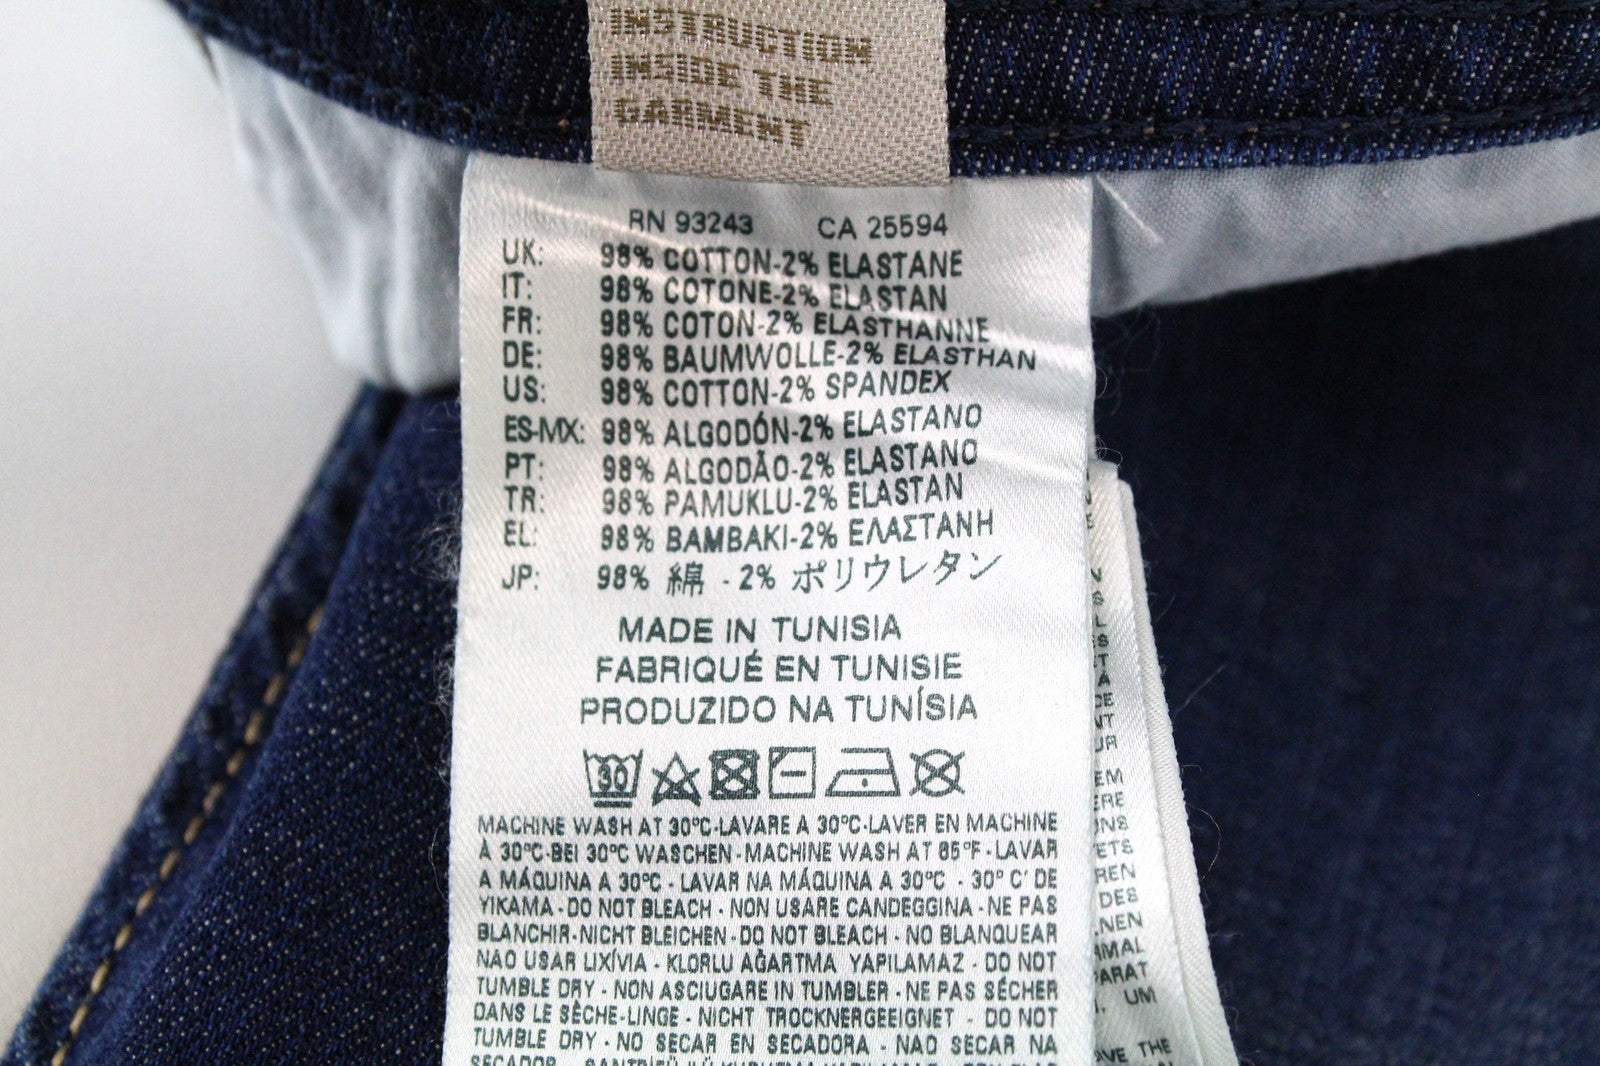 INSTRUCTION
INSIDE THE
GARMENT
RN 93243 CA 25594
UK: 98% COTTON-2% ELASTANE
IT: 98% COTONE-2% ELASTAN
FR: 98% COTON-2% ELASTHANNE
DE: 98% BAUMWOLLE-2% ELASTHAN
US: 98% COTTON-2% SPANDEX
ES-MX: 98% ALGODÓN-2% ELASTANO
PT: 98% ALGODÃO-2% ELASTANO
TR: 98% PAMUKLU-2% ELASTAN
EL: 98% BAMBAKI-2% ΕΛΑΣΤΑΝΗ
JP: 98% 綿 - 2% ポリウレタン
MADE IN TUNISIA
FABRIQUÉ EN TUNISIE
PRODUZIDO NA TUNÍSIA
30
MACHINE WASH AT 30°C-LAVARE A 30°C-LAVER EN MACHINE
À 30°C-BEI 30°C WASCHEN-MACHINE WASH AT 85°F-LAVAR
A MÁQUINA A 30°C - LAVAR NA MÁQUINA A 30°C - 30° C' DE
YIKAMA-DO NOT BLEACH - NON USARE CANDEGGINA - NE PAS
BLANCHIR-NICHT BLEICHEN-DO NOT BLEACH - NO BLANQUEAR
NAO USAR LIXÍVIA - KLORLU AĞARTMA YAPILAMAZ - DO NOT
TUMBLE DRY - NON ASCIUGARE IN TUMBLER - NE PAS SÉCHER
DANS LE SÈCHE-LINGE - NICHT TROCKNERGEEIGNET - DO NOT
TUMBLE DRY-NO SECAR EN SECADORA - NAO SECAR NA
SECADOR
UM
THE